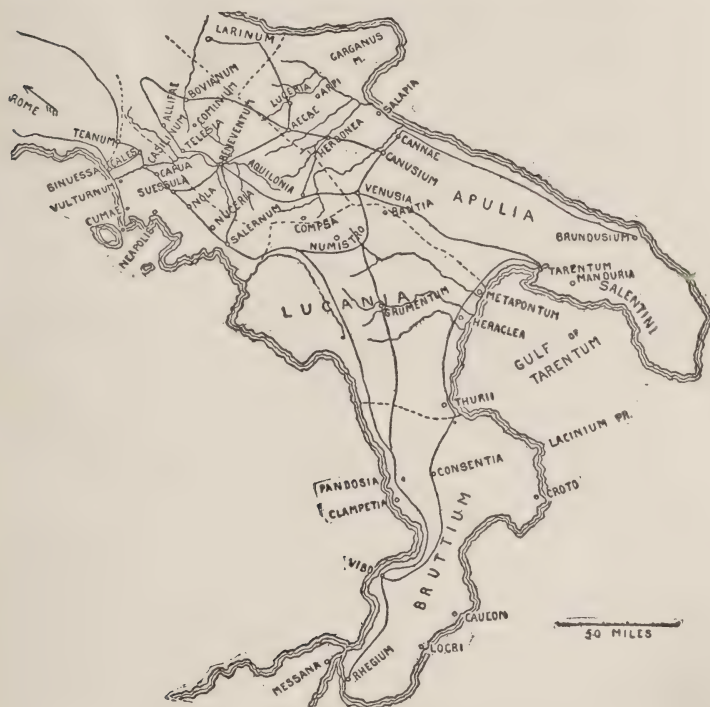 LARINUM
GARGANUS
M.
BOVIANUM
ALLIFAE
COMINIUM
LUCERIA
ARPI
SALAMA
ROME
TEANUM
CASILINUM
TELESIA
BENEVENTUM
AECAE
HERDONEA
CANNAE
SINUESSA
CALES
CAPUA
SUESSULA
AQUILONIA
CANUSIUM
VULTURNUM
CUMAE
NEAPOLIS
NOLA
NUCERIA
SALERNUM
COMPSA
NUMISTRO
VENUSIA
BANTIA
APULIA
BRUNDUSIUM
TARENTUM
MANDURIA
SALENTINI
LUCANIA
GRUMENTUM
METAPONTUM
HERACLEA
GULF OF
TARENTUM
THURII
LACINIUM PR.
CONSENTIA
PANDOSIA
CLAMPETIA
CROTO
VIBO
BRUTTIUM
CAULON
LOCRI
MESSANA
RHEGIUM
50 MILES